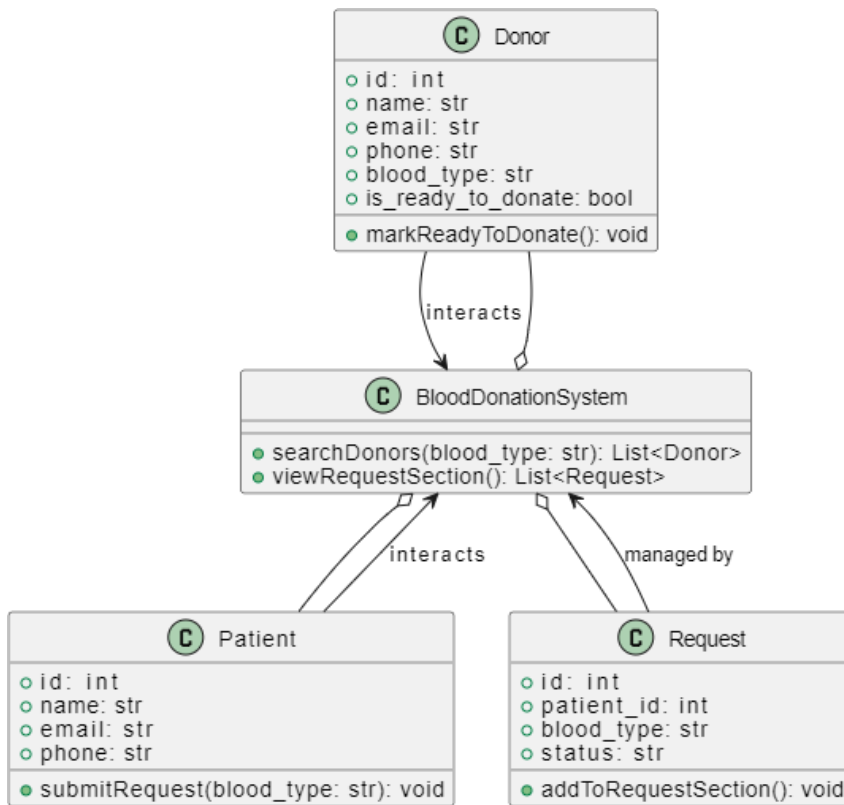 C Donor
id: int
name: str
email: str
phone: str
blood_type: str
is_ready_to_donate: bool
markReadyToDonate(): void
interacts
C BloodDonationSystem
searchDonors(blood_type: str): List<Donor>
viewRequestSection(): List<Request>
interacts
managed by
C Patient
id: int
name: str
email: str
phone: str
submitRequest(blood_type: str): void
C Request
id: int
patient_id: int
blood_type: str
status: str
addToRequestSection(): void